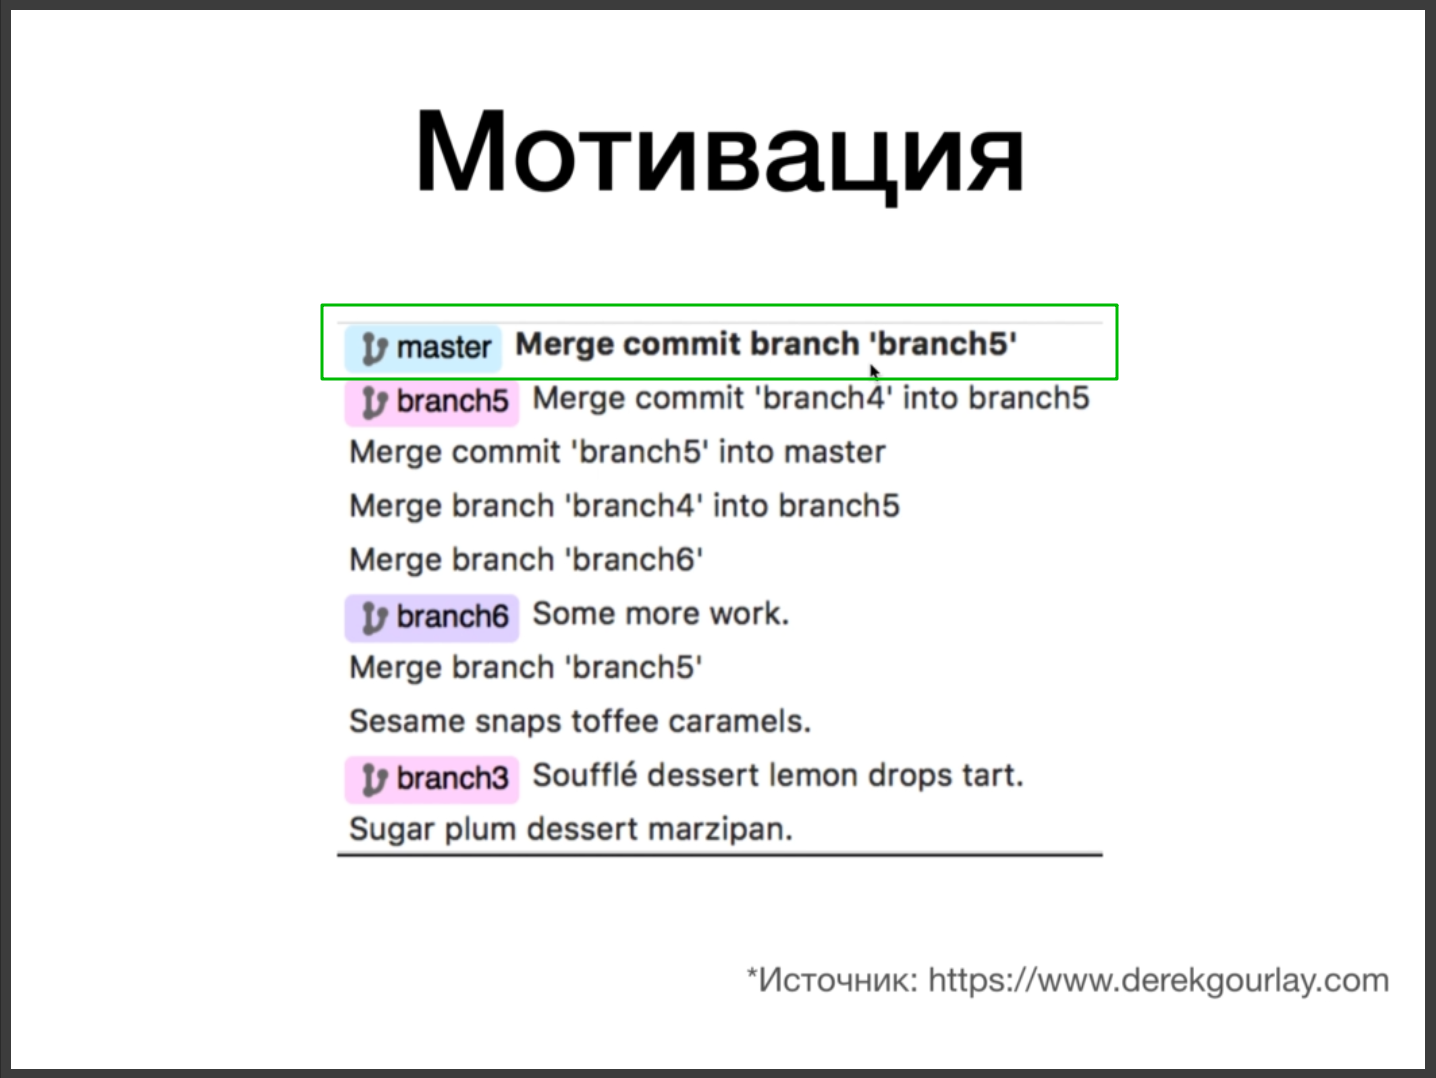 Мотивация
master Merge commit branch 'branch5'
branch5 Merge commit 'branch4' into branch5
Merge commit 'branch5' into master
Merge branch 'branch4' into branch5
Merge branch 'branch6'
branch6 Some more work.
Merge branch 'branch5'
Sesame snaps toffee caramels.
branch3 Soufflé dessert lemon drops tart.
Sugar plum dessert marzipan.
*Источник: https://www.derekgourlay.com